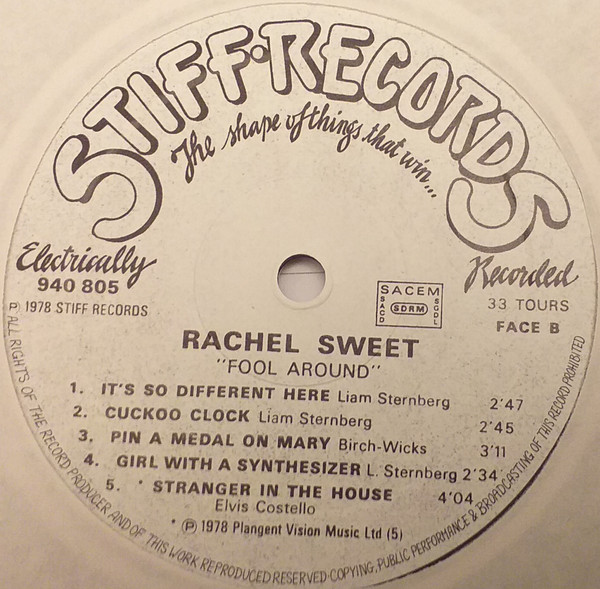 STIFF·RECORDS
The shape of things that win...
Electrically
940 805
℗ 1978 STIFF RECORDS
SACEM
SACD
SDRM
SGDL
Recorded
33 TOURS
FACE B
RACHEL SWEET
"FOOL AROUND"
1. IT'S SO DIFFERENT HERE Liam Sternberg 2'47
2. CUCKOO CLOCK Liam Sternberg 2'45
3. PIN A MEDAL ON MARY Birch-Wicks 3'11
4. GIRL WITH A SYNTHESIZER L. Sternberg 2'34
5. * STRANGER IN THE HOUSE 4'04
Elvis Costello
* ℗ 1978 Plangent Vision Music Ltd (5)
ALL RIGHTS OF THE RECORD PRODUCER AND OF THIS WORK REPRODUCED RESERVED·COPYING, PUBLIC PERFORMANCE & BROADCASTING OF THIS RECORD PROHIBITED